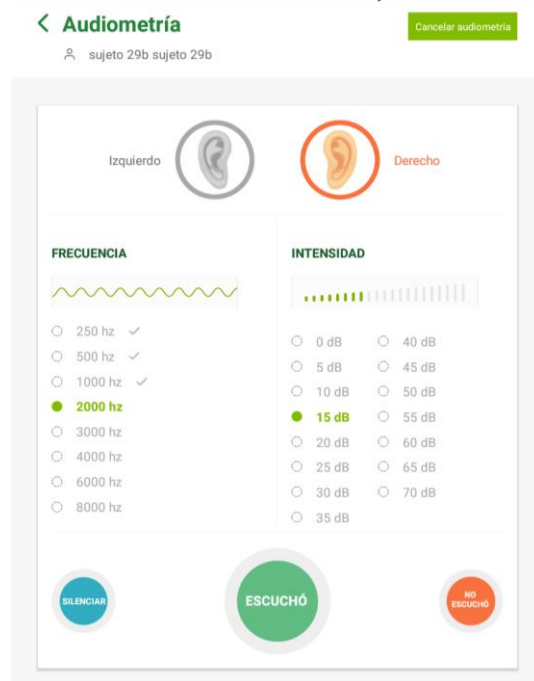 Audiometría
Cancelar audiometría
sujeto 29b sujeto 29b
Izquierdo
Derecho
FRECUENCIA
250 hz
500 hz
1000 hz
2000 hz
3000 hz
4000 hz
6000 hz
8000 hz
INTENSIDAD
0 dB
5 dB
10 dB
15 dB
20 dB
25 dB
30 dB
35 dB
40 dB
45 dB
50 dB
55 dB
60 dB
65 dB
70 dB
SILENCIAR
ESCUCHÓ
NO
ESCUCHÓ